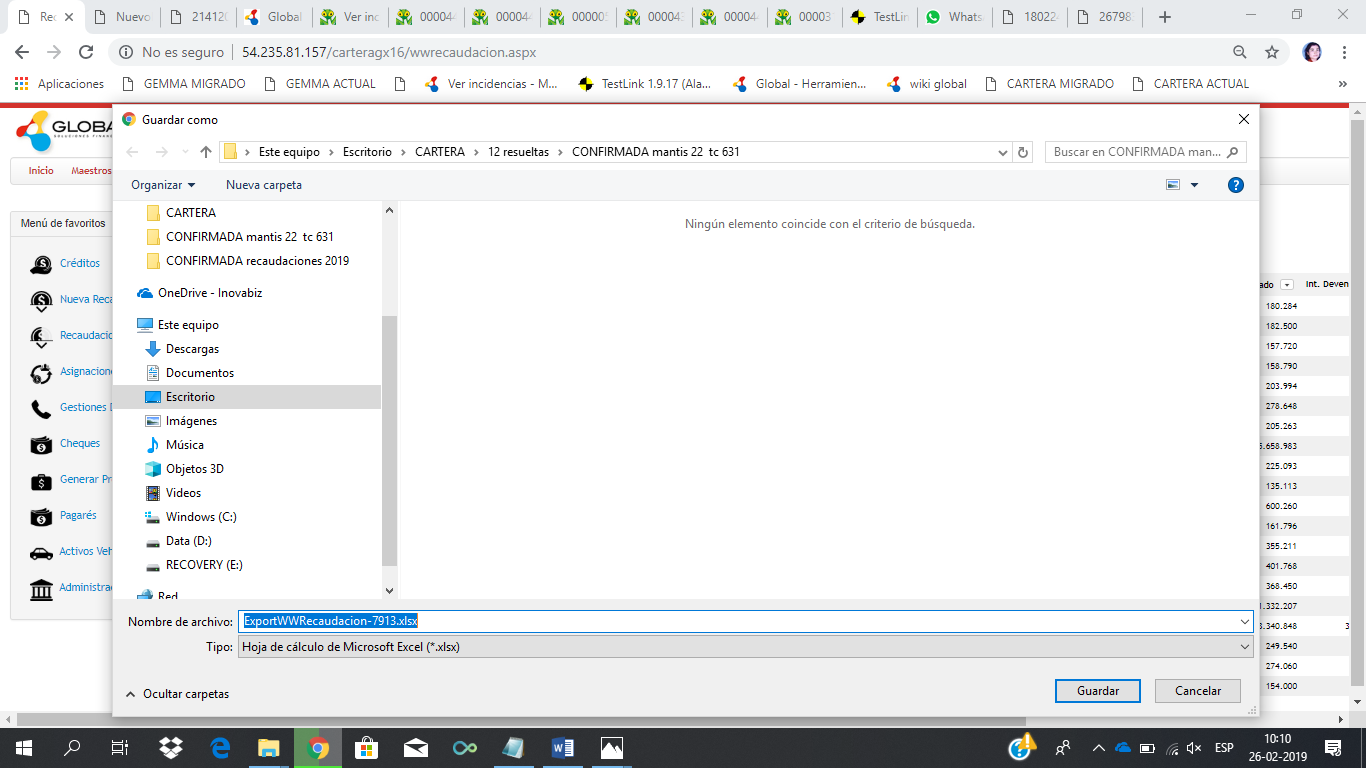 Rec
Nuevo
21412
Global
Ver inc
00004
00004
00005
00004
00004
00003
TestLin
Whats
18022
26798
No es seguro | 54.235.81.157/carteragx16/wwrecaudacion.aspx
Aplicaciones
GEMMA MIGRADO
GEMMA ACTUAL
Ver incidencias - M...
TestLink 1.9.17 (Ala...
Global - Herramien...
wiki global
CARTERA MIGRADO
CARTERA ACTUAL
»
GLOBA
SOLUCIONES FINAN
Inicio
Maestros
Menú de favoritos
Créditos
Nueva Reca
Recaudacio
Asignacione
Gestiones D
Cheques
Generar Pr
Pagarés
Activos Veh
Administra
Guardar como
Este equipo > Escritorio > CARTERA > 12 resueltas > CONFIRMADA mantis 22 tc 631
Buscar en CONFIRMADA man...
Organizar
Nueva carpeta
CARTERA
CONFIRMADA mantis 22 tc 631
CONFIRMADA recaudaciones 2019
OneDrive - Inovabiz
Este equipo
Descargas
Documentos
Escritorio
Imágenes
Música
Objetos 3D
Videos
Windows (C:)
Data (D:)
RECOVERY (E:)
Red
Ningún elemento coincide con el criterio de búsqueda.
Nombre de archivo: ExportWWRecaudacion-7913.xlsx
Tipo: Hoja de cálculo de Microsoft Excel (*.xlsx)
Ocultar carpetas
Guardar
Cancelar
ado
Int. Deven
180.284
182.500
157.720
158.790
203.994
278.648
205.263
.658.983
225.093
135.113
600.260
161.796
355.211
401.768
368.450
.332.207
.340.848 3
249.540
274.060
154.000
ESP
10:10
26-02-2019